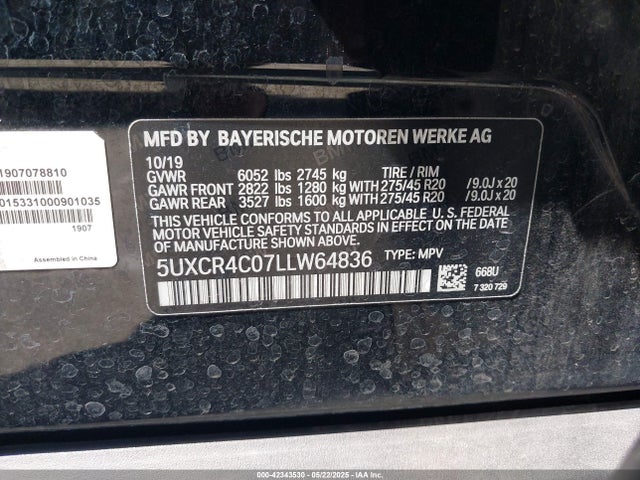 1907078810
015331000901035
1907
Assembled in China
MFD BY BAYERISCHE MOTOREN WERKE AG
10/19
GVWR 6052 lbs 2745 kg TIRE / RIM
GAWR FRONT 2822 lbs 1280 kg WITH 275/45 R20 / 9.0J x 20
GAWR REAR 3527 lbs 1600 kg WITH 275/45 R20 / 9.0J x 20
THIS VEHICLE CONFORMS TO ALL APPLICABLE U. S. FEDERAL
MOTOR VEHICLE SAFETY STANDARDS IN EFFECT ON THE DATE
OF MANUFACTURE SHOWN ABOVE.
5UXCR4C07LLW64836 TYPE: MPV
668U
7 320 729
000-42343530 - 05/22/2025 - IAAI.COM